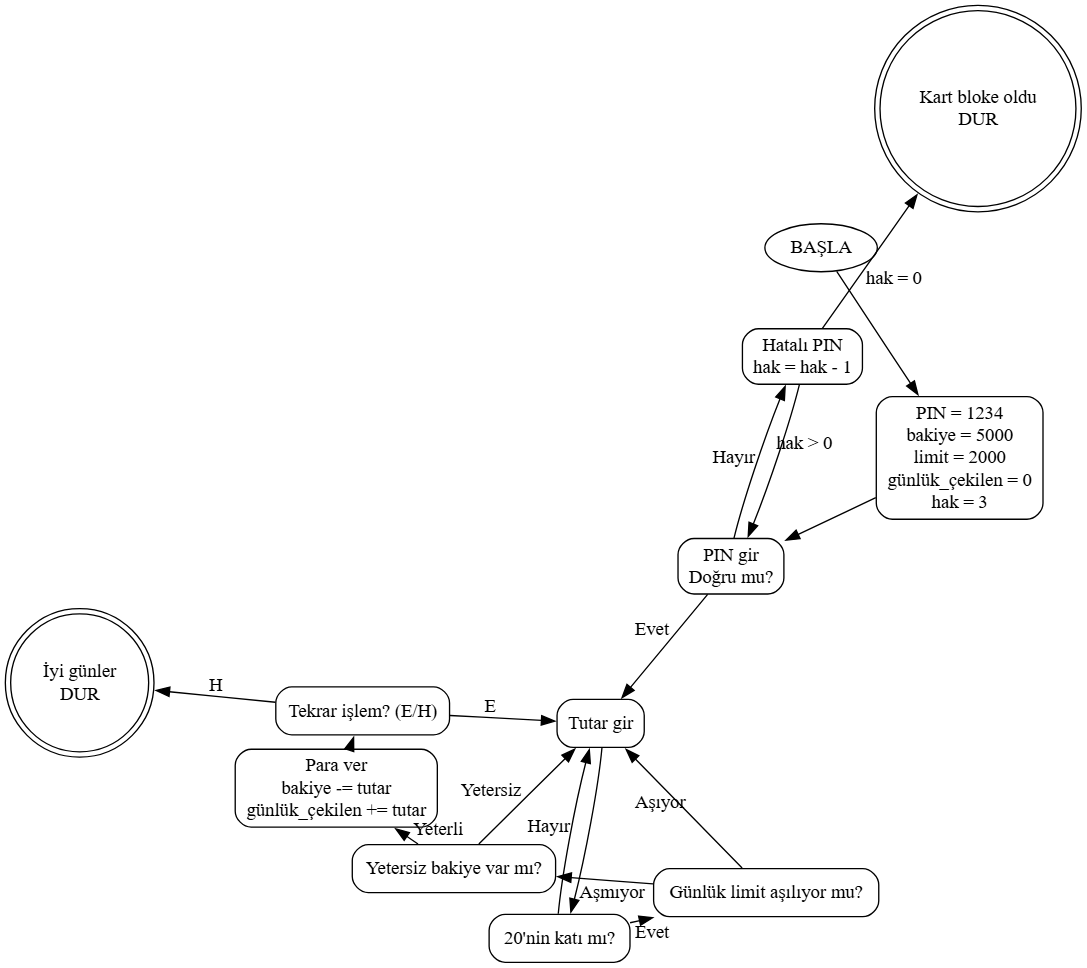 Kart bloke oldu
DUR
BAŞLA
hak = 0
Hatalı PIN
hak = hak - 1
PIN = 1234
bakiye = 5000
limit = 2000
günlük_çekilen = 0
hak = 3
hak > 0
Hayır
PIN gir
Doğru mu?
Evet
İyi günler
DUR
H
Tekrar işlem? (E/H)
E
Tutar gir
Para ver
bakiye -= tutar
günlük_çekilen += tutar
Yetersiz
Aşıyor
Yeterli
Hayır
Yetersiz bakiye var mı?
Aşmıyor
Günlük limit aşılıyor mu?
20'nin katı mı?
Evet